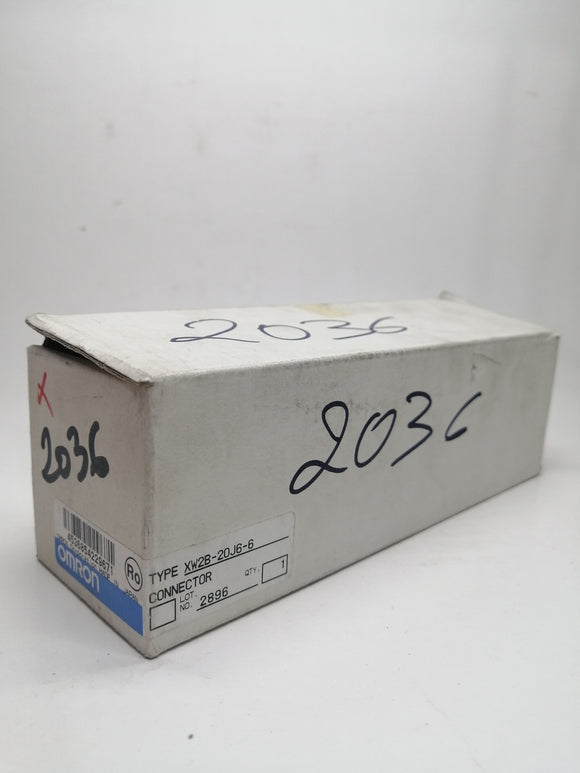 2036
2036
2036
OMRON
Ro
TYPE XW2B-20J6-6
CONNECTOR
QTY. 1
LOT. NO. 2896